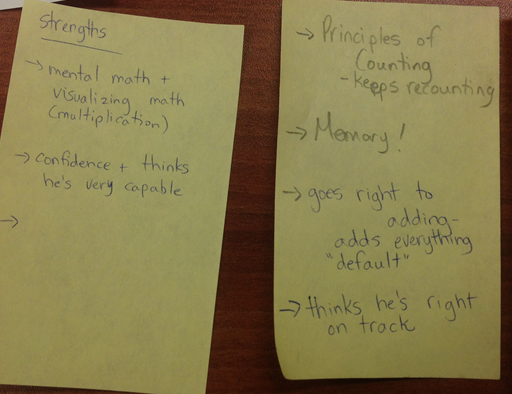 Strengths
→ mental math +
visualizing math
(multiplication)
→ confidence + thinks
he's very capable
→
→ Principles of
Counting
- keeps recounting
→ Memory!
→ goes right to
adding-
adds everything
"default"
→ thinks he's right
on track